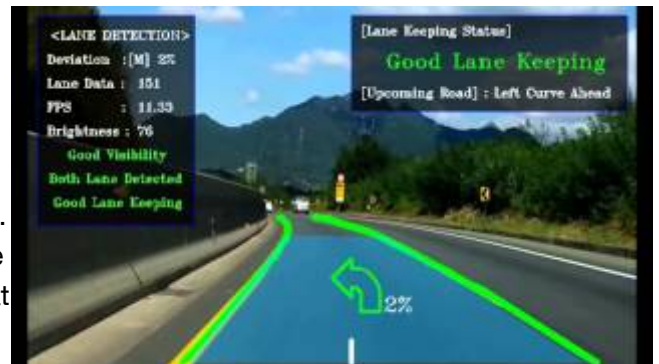 <LANE DETECTION>
Deviation :[M] 2%
Lane Data : 151
FPS : 11.33
Brightness : 76
Good Visibility
Both Lane Detected
Good Lane Keeping
[Lane Keeping Status]
Good Lane Keeping
[Upcoming Road] : Left Curve Ahead
2%